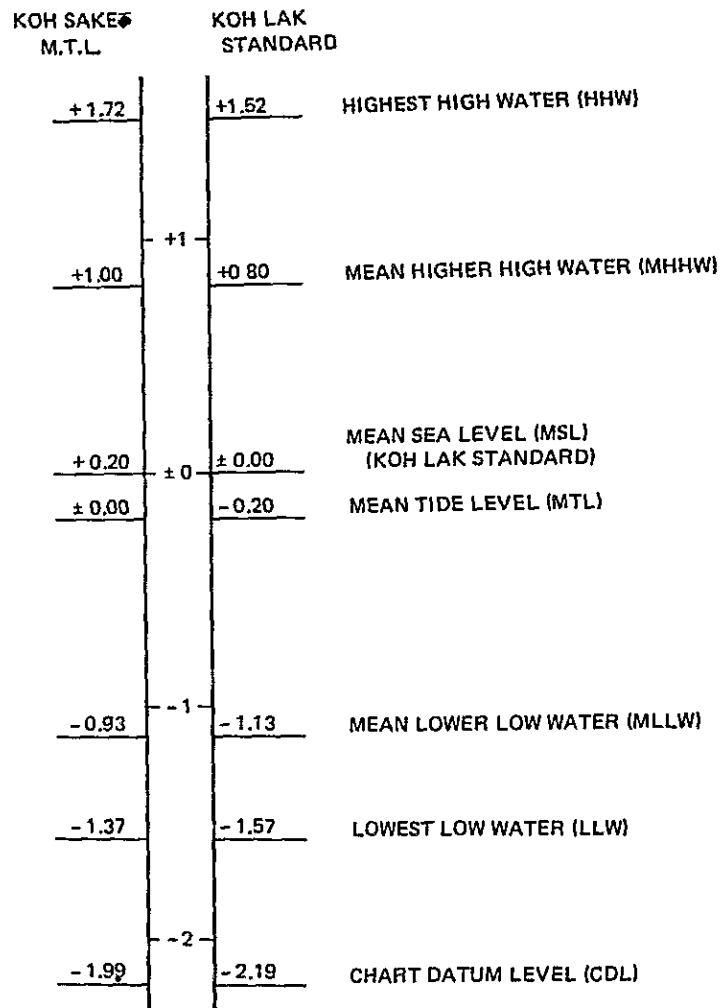 KOH SAKET
M.T.L.
KOH LAK
STANDARD
+1.72 +1.52 HIGHEST HIGH WATER (HHW)
+1
+1.00 +0 80 MEAN HIGHER HIGH WATER (MHHW)
MEAN SEA LEVEL (MSL)
+0.20 ±0 ±0.00 (KOH LAK STANDARD)
±0.00 -0.20 MEAN TIDE LEVEL (MTL)
-1
-0.93 -1.13 MEAN LOWER LOW WATER (MLLW)
-1.37 -1.57 LOWEST LOW WATER (LLW)
-2
-1.99 -2.19 CHART DATUM LEVEL (CDL)